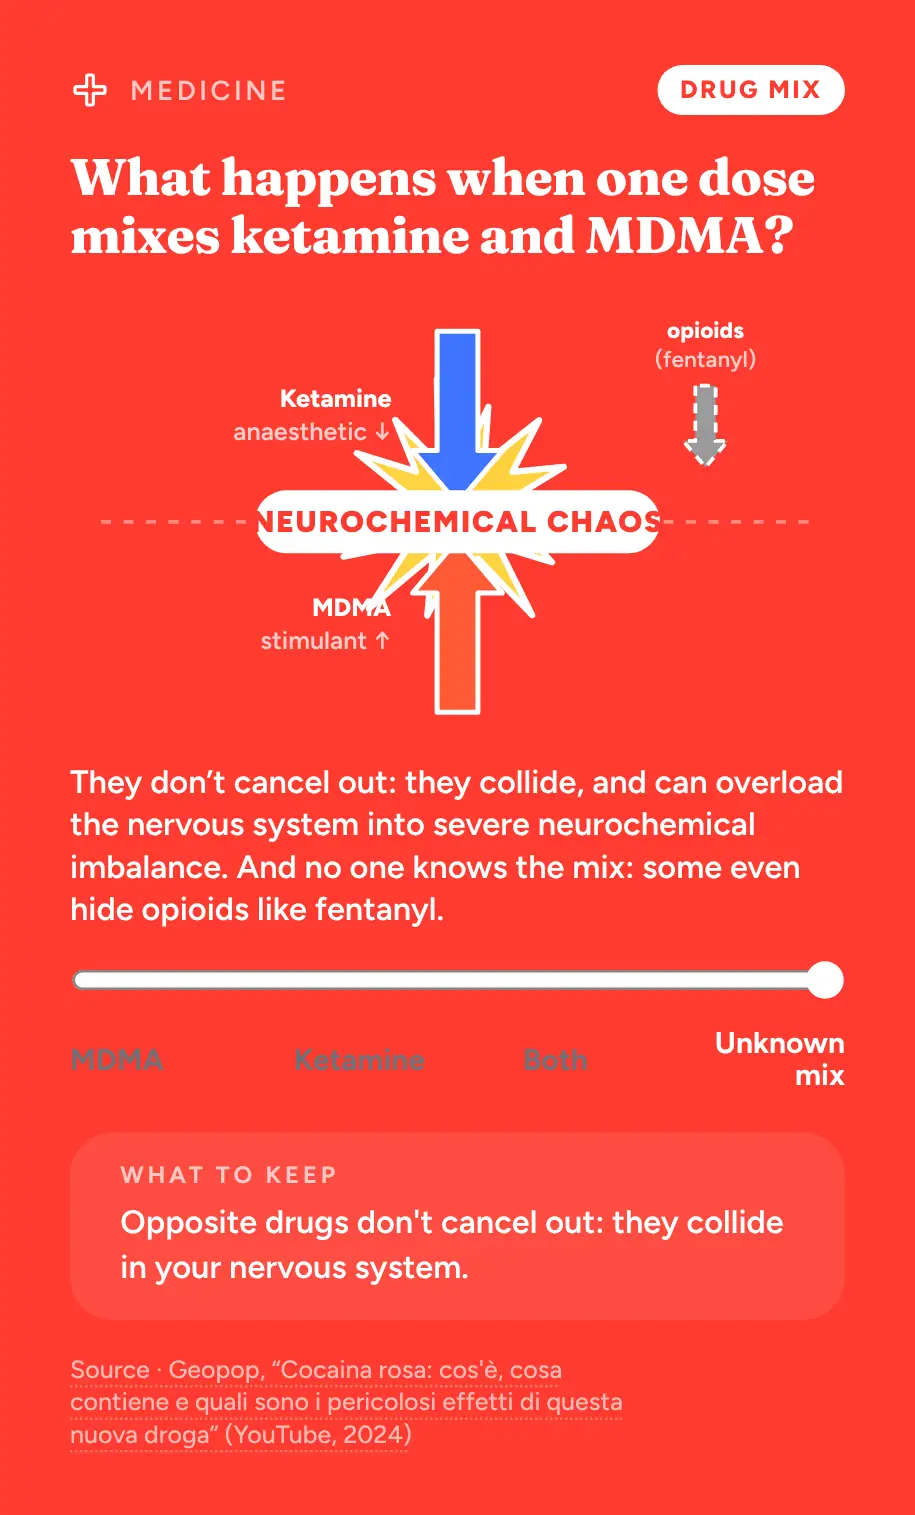 MEDICINE
DRUG MIX
What happens when one dose
mixes ketamine and MDMA?
opioids
(fentanyl)
Ketamine
anaesthetic ↓
NEUROCHEMICAL CHAOS
MDMA
stimulant ↑
They don’t cancel out: they collide, and can overload
the nervous system into severe neurochemical
imbalance. And no one knows the mix: some even
hide opioids like fentanyl.
MDMA
Ketamine
Both
Unknown
mix
WHAT TO KEEP
Opposite drugs don't cancel out: they collide
in your nervous system.
Source · Geopop, “Cocaina rosa: cos'è, cosa
contiene e quali sono i pericolosi effetti di questa
nuova droga” (YouTube, 2024)